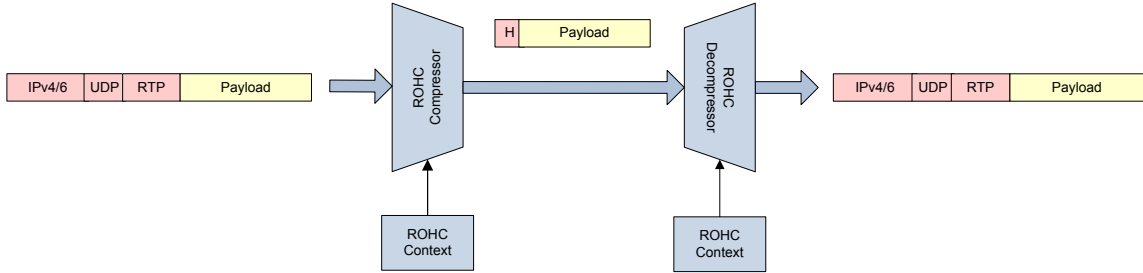 H Payload
IPv4/6 UDP RTP Payload
ROHC
Compressor
ROHC
Decompressor
IPv4/6 UDP RTP Payload
ROHC
Context
ROHC
Context